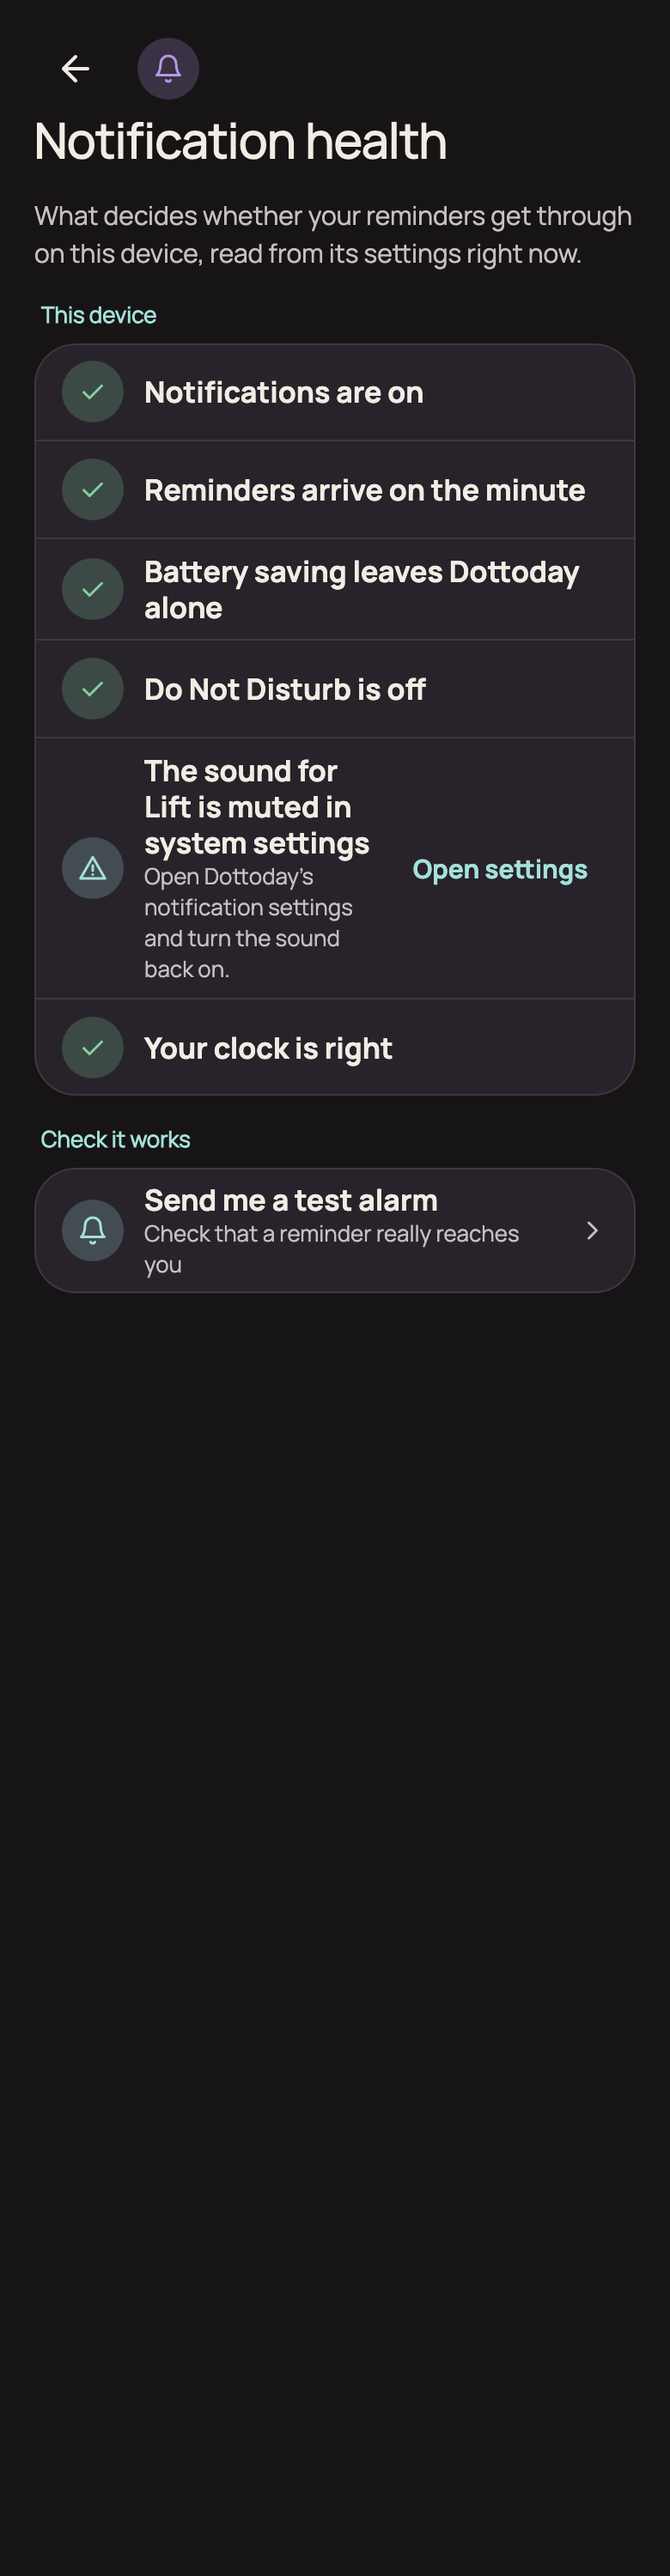 Notification health
What decides whether your reminders get through
on this device, read from its settings right now.
This device
Notifications are on
Reminders arrive on the minute
Battery saving leaves Dottoday
alone
Do Not Disturb is off
The sound for
Lift is muted in
system settings
Open Dottoday's
notification settings
and turn the sound
back on.
Open settings
Your clock is right
Check it works
Send me a test alarm
Check that a reminder really reaches
you